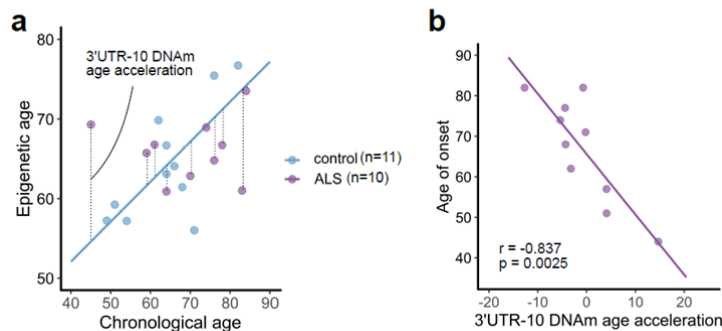 a
80
70
60
50
Epigenetic age
3'UTR-10 DNAm
age acceleration
40 50 60 70 80 90
Chronological age
control (n=11)
ALS (n=10)
b
90
80
70
60
50
40
Age of onset
r = -0.837
p = 0.0025
-20 -10 0 10 20
3'UTR-10 DNAm age acceleration